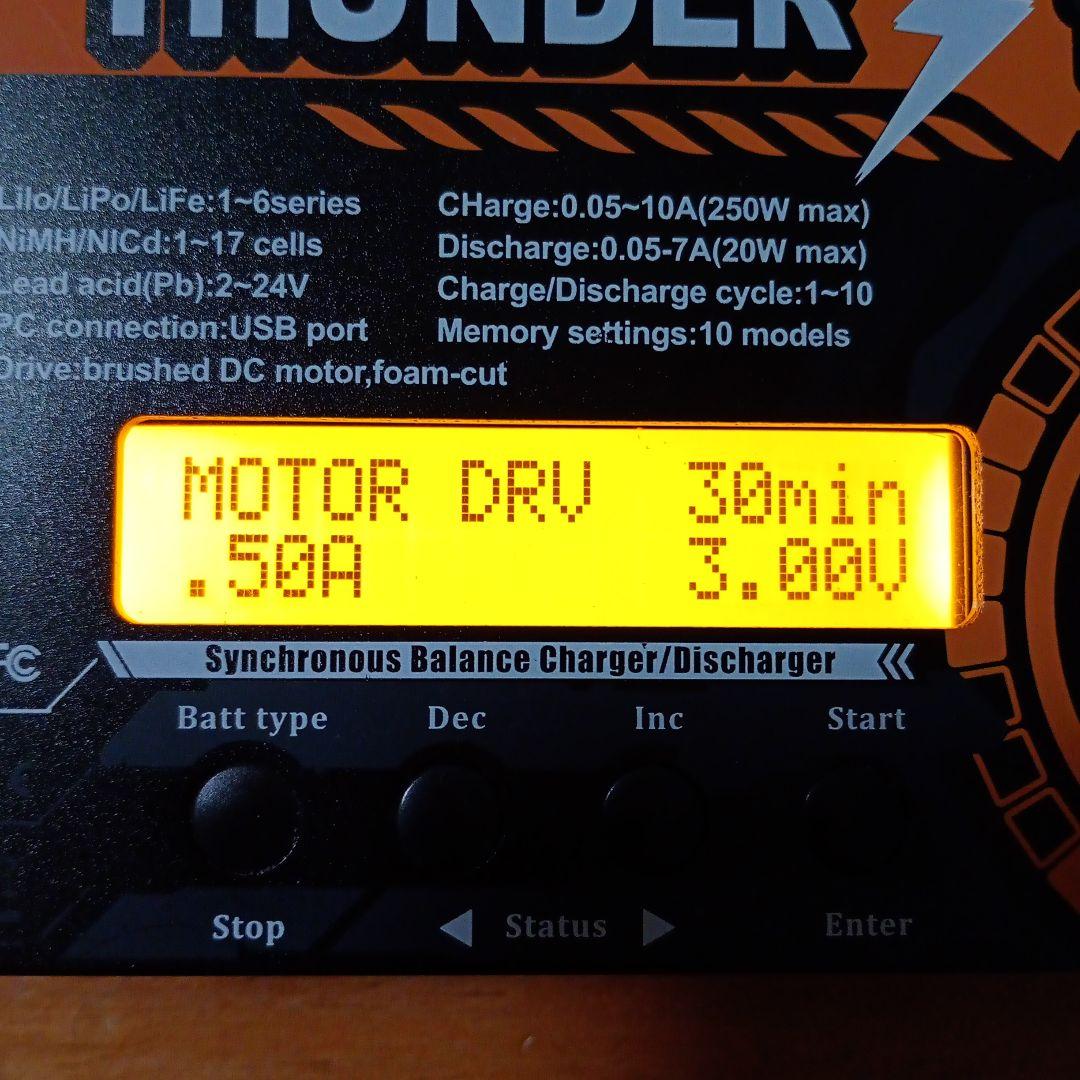 THUNDER
LiIo/LiPo/LiFe:1~6series
NiMH/NICd:1~17 cells
Lead acid(Pb):2~24V
PC connection:USB port
Drive:brushed DC motor,foam-cut
CHarge:0.05~10A(250W max)
Discharge:0.05-7A(20W max)
Charge/Discharge cycle:1~10
Memory settings:10 models
MOTOR DRV 30min
.50A 3.00V
FC
Synchronous Balance Charger/Discharger
Batt type Dec Inc Start
Stop Status Enter